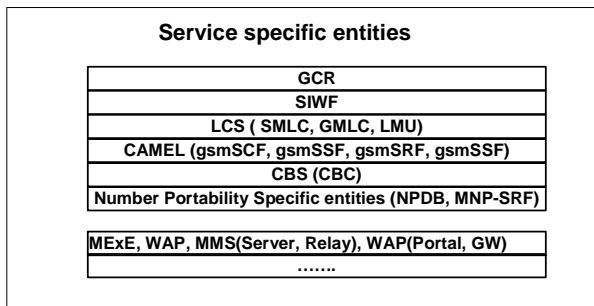 Service specific entities
GCR
SIWF
LCS ( SMLC, GMLC, LMU)
CAMEL (gsmSCF, gsmSSF, gsmSRF, gsmSSF)
CBS (CBC)
Number Portability Specific entities (NPDB, MNP-SRF)
MExE, WAP, MMS(Server, Relay), WAP(Portal, GW)
…….